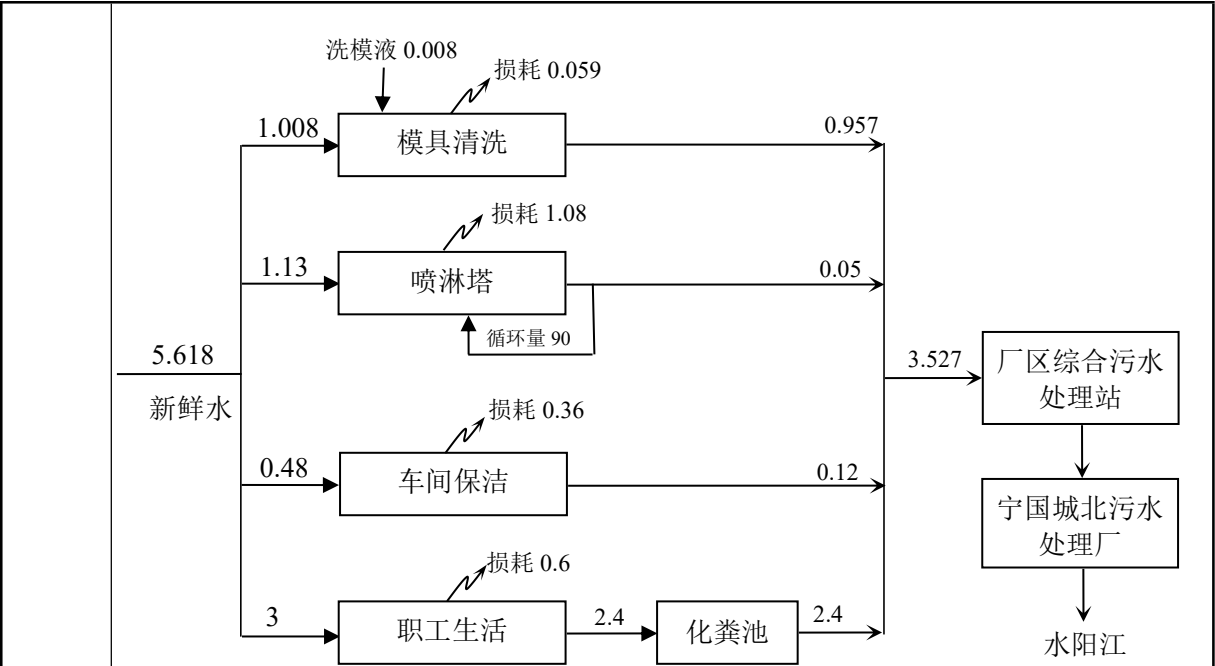 洗模液 0.008
损耗 0.059
1.008
模具清洗
0.957
损耗 1.08
1.13
喷淋塔
0.05
循环量 90
5.618
新鲜水
3.527
厂区综合污水
处理站
损耗 0.36
0.48
车间保洁
0.12
宁国城北污水
处理厂
损耗 0.6
3
职工生活
2.4
化粪池
2.4
水阳江